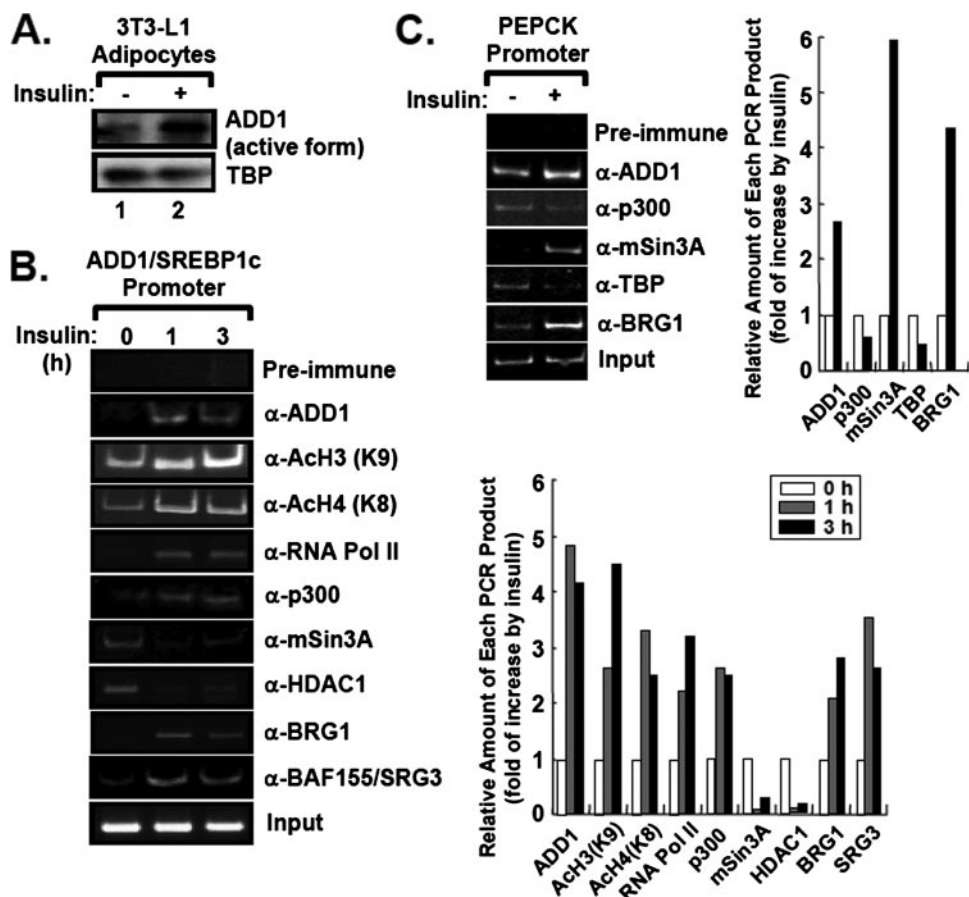 A.
3T3-L1
Adipocytes
Insulin: - +
ADD1
(active form)
TBP
1 2
B.
ADD1/SREBP1c
Promoter
Insulin: 0 1 3
(h)
Pre-immune
α-ADD1
α-AcH3 (K9)
α-AcH4 (K8)
α-RNA Pol II
α-p300
α-mSin3A
α-HDAC1
α-BRG1
α-BAF155/SRG3
Input
C.
PEPCK
Promoter
Insulin: - +
Pre-immune
α-ADD1
α-p300
α-mSin3A
α-TBP
α-BRG1
Input
Relative Amount of Each PCR Product
(fold of increase by insulin)
6
5
4
3
2
1
0
ADD1
p300
mSin3A
TBP
BRG1
0 h
1 h
3 h
Relative Amount of Each PCR Product
(fold of increase by insulin)
6
5
4
3
2
1
0
ADD1
AcH3(K9)
AcH4(K8)
RNA Pol II
p300
mSin3A
HDAC1
BRG1
SRG3